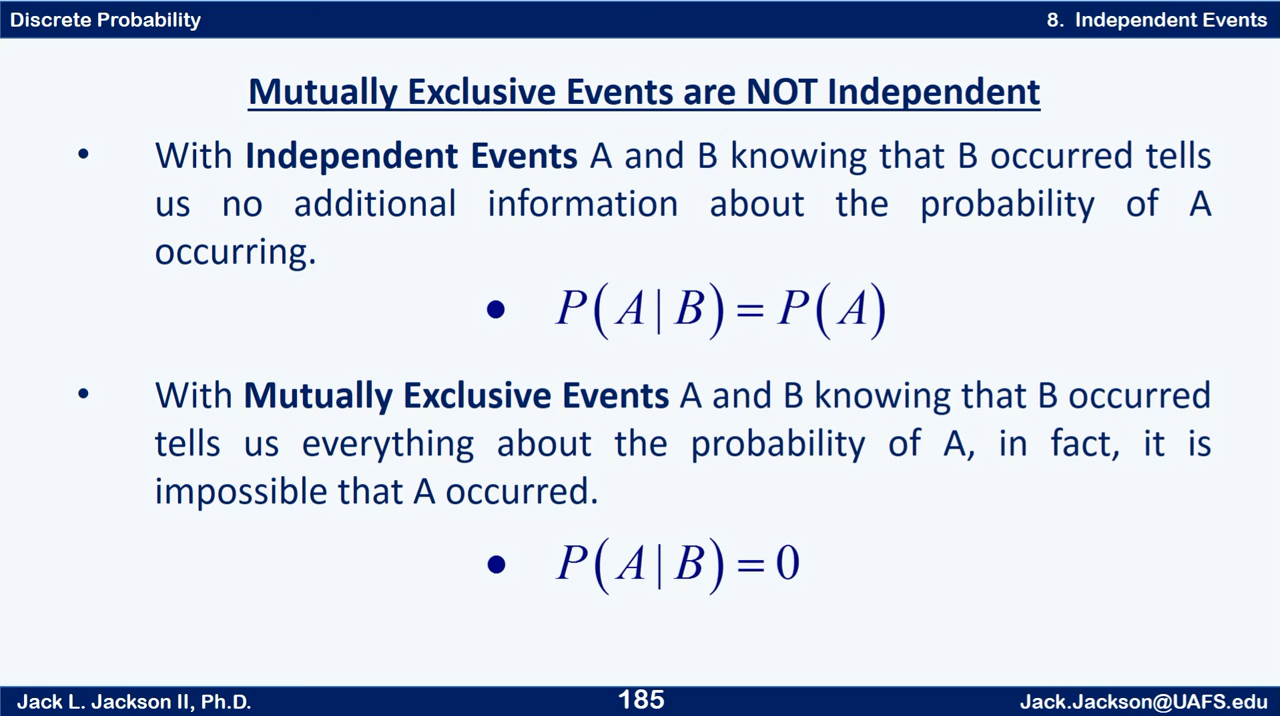 Discrete Probability
8. Independent Events
Mutually Exclusive Events are NOT Independent
• With Independent Events A and B knowing that B occurred tells
us no additional information about the probability of A
occurring.
• P(A|B) = P(A)
• With Mutually Exclusive Events A and B knowing that B occurred
tells us everything about the probability of A, in fact, it is
impossible that A occurred.
• P(A|B) = 0
Jack L. Jackson II, Ph.D.
185
Jack.Jackson@UAFS.edu